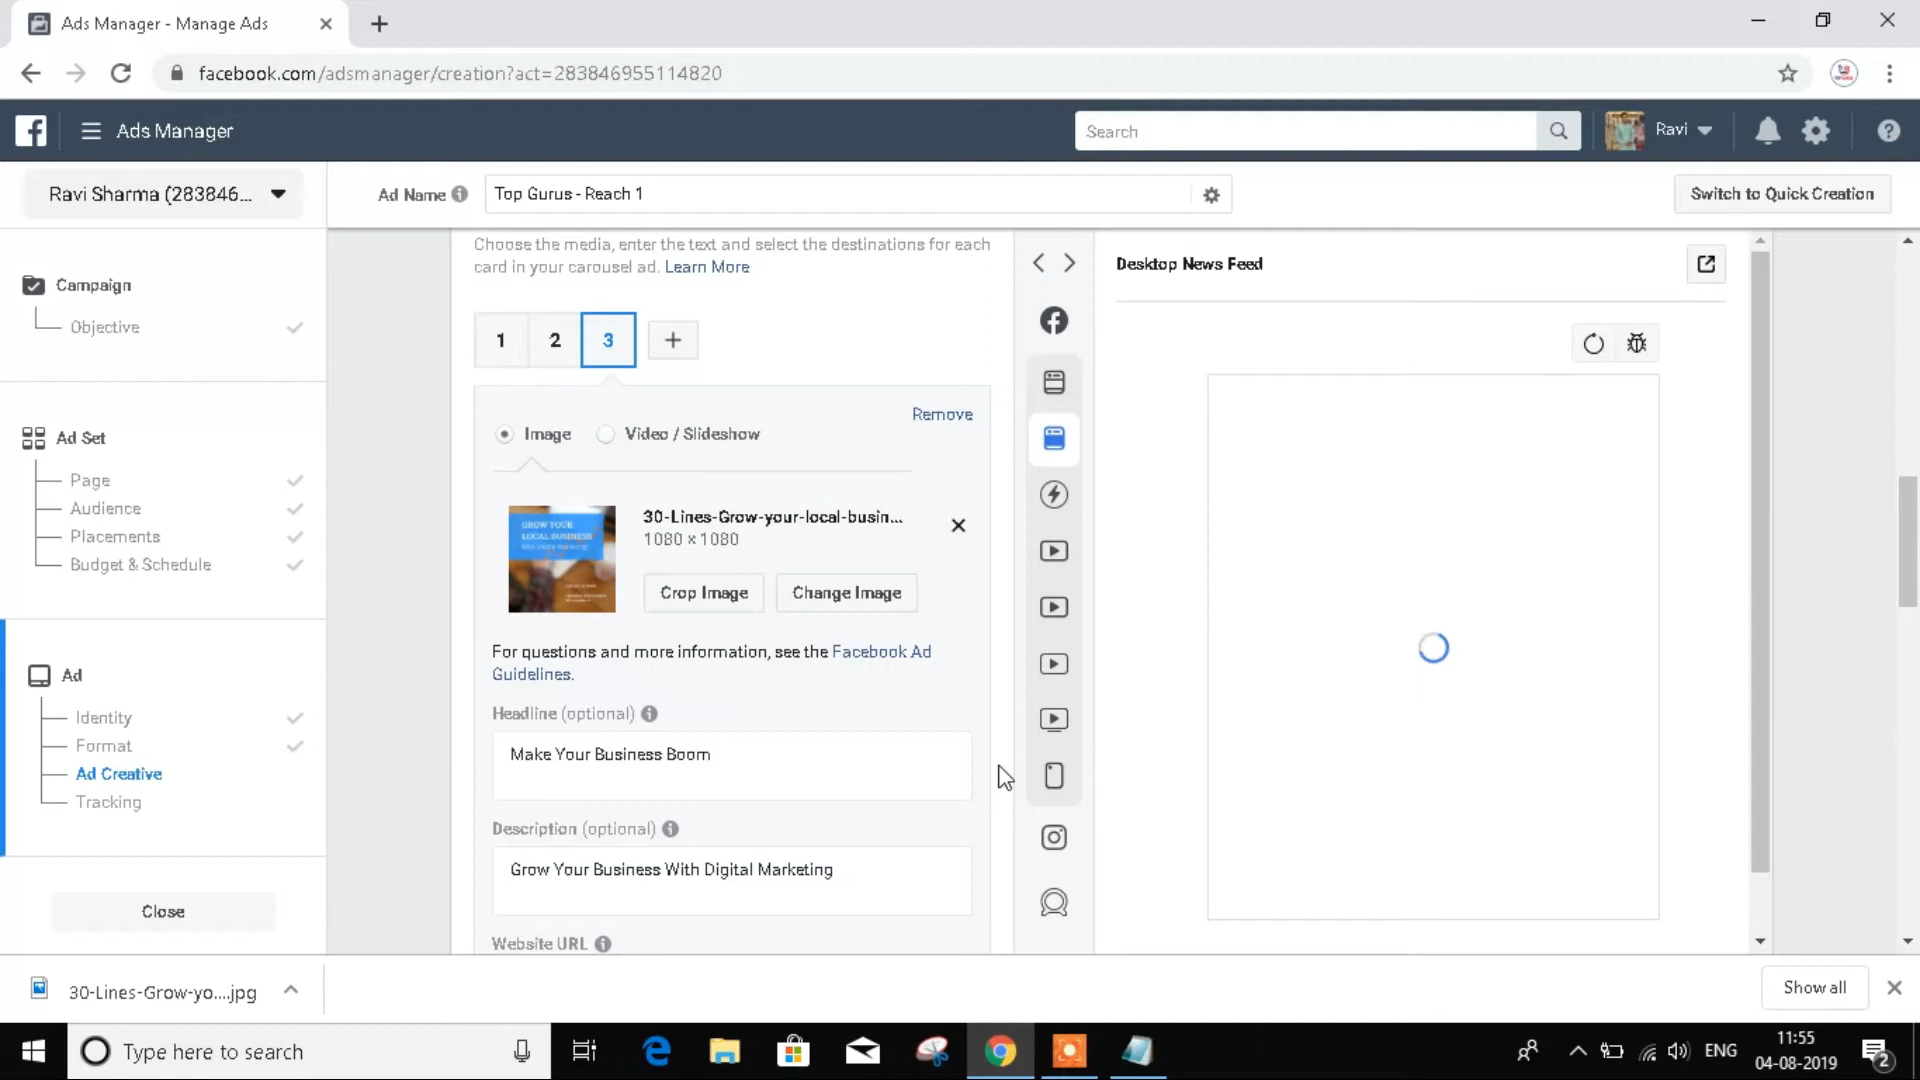 Ads Manager - Manage Ads
facebook.com/adsmanager/creation?act=283846955114820
Ads Manager
Search
Ravi
Ravi Sharma (283846...
Ad Name
Top Gurus - Reach 1
Switch to Quick Creation
Campaign
Objective
Ad Set
Page
Audience
Placements
Budget & Schedule
Ad
Identity
Format
Ad Creative
Tracking
Close
Choose the media, enter the text and select the destinations for each
card in your carousel ad. Learn More
1 2 3 +
Remove
Image Video / Slideshow
GROW YOUR
LOCAL BUSINESS
30-Lines-Grow-your-local-busin...
1080 × 1080
Crop Image Change Image
For questions and more information, see the Facebook Ad
Guidelines.
Headline (optional)
Make Your Business Boom
Description (optional)
Grow Your Business With Digital Marketing
Website URL
Desktop News Feed
30-Lines-Grow-yo....jpg
Show all
Type here to search
ENG
11:55
04-08-2019
2